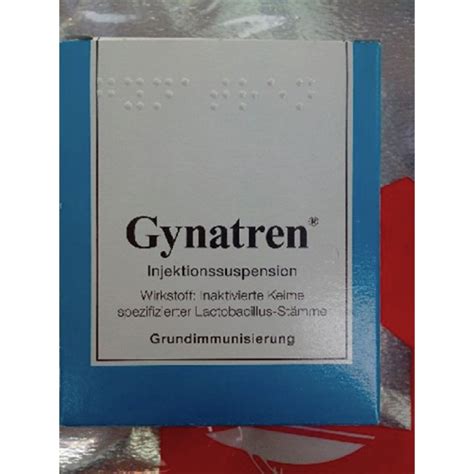 Gynatren®
Injektionssuspension
Wirkstoff: Inaktivierte Keime
spezifizierter Lactobacillus-Stämme
Grundimmunisierung